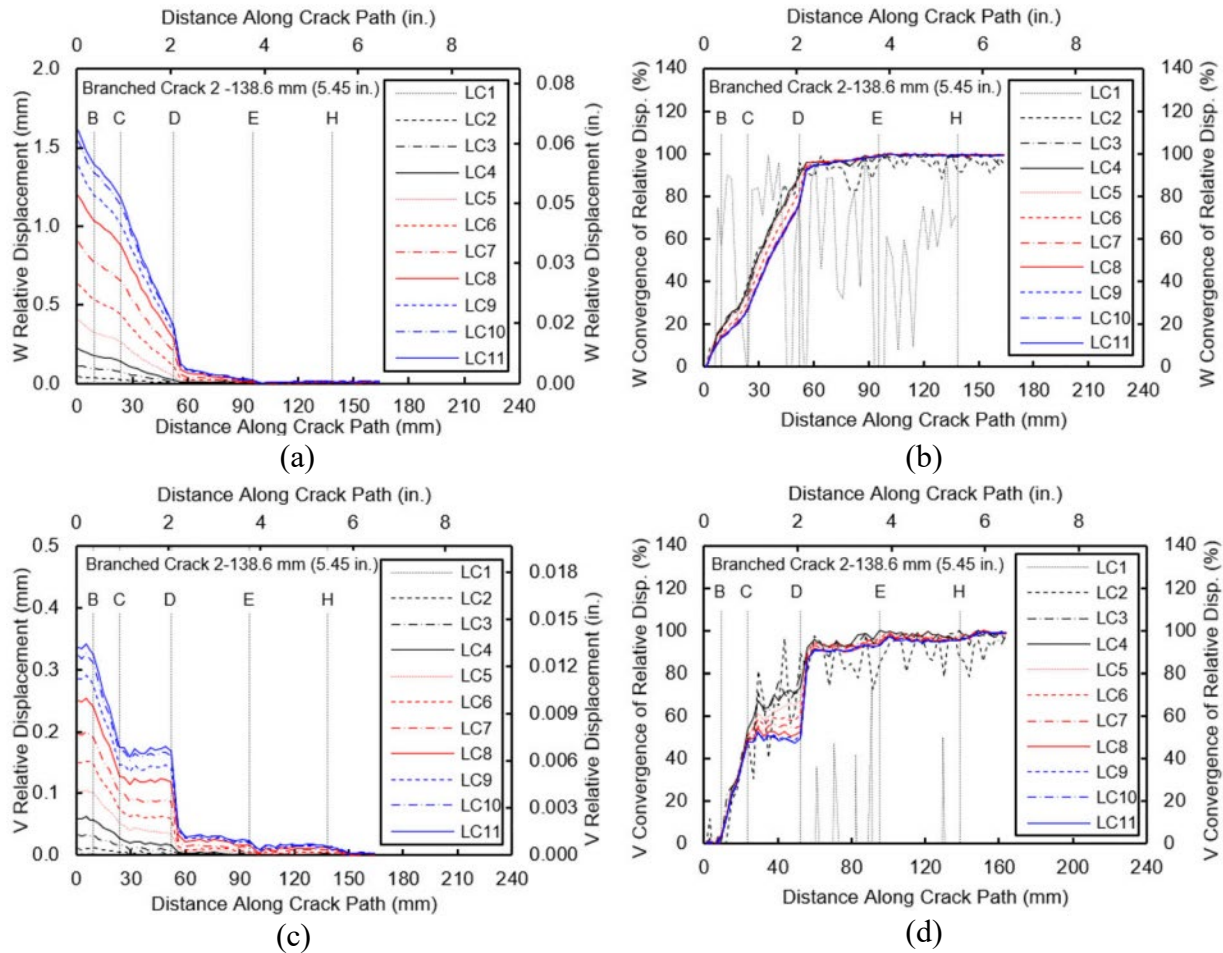 Distance Along Crack Path (in.)
0 2 4 6 8
2.0
1.5
1.0
0.5
0.0
W Relative Displacement (mm)
Branched Crack 2 -138.6 mm (5.45 in.)
B C D E H
LC1
LC2
LC3
LC4
LC5
LC6
LC7
LC8
LC9
LC10
LC11
0.08
0.06
0.05
0.03
0.02
0.00
W Relative Displacement (in.)
0 30 60 90 120 150 180 210 240
Distance Along Crack Path (mm)
(a)
Distance Along Crack Path (in.)
0 2 4 6 8
140
120
100
80
60
40
20
0
W Convergence of Relative Disp. (%)
Branched Crack 2-138.6 mm (5.45 in.)
B C D E H
LC1
LC2
LC3
LC4
LC5
LC6
LC7
LC8
LC9
LC10
LC11
140
120
100
80
60
40
20
0
W Convergence of Relative Disp. (%)
0 30 60 90 120 150 180 210 240
Distance Along Crack Path (mm)
(b)
Distance Along Crack Path (in.)
0 2 4 6 8
0.5
0.4
0.3
0.2
0.1
0.0
V Relative Displacement (mm)
Branched Crack 2-138.6 mm (5.45 in.)
B C D E H
LC1
LC2
LC3
LC4
LC5
LC6
LC7
LC8
LC9
LC10
LC11
0.018
0.015
0.012
0.009
0.006
0.003
0.000
V Relative Displacement (in.)
0 30 60 90 120 150 180 210 240
Distance Along Crack Path (mm)
(c)
Distance Along Crack Path (in.)
0 2 4 6 8
140
120
100
80
60
40
20
0
V Convergence of Relative Disp. (%)
Branched Crack 2-138.6 mm (5.45 in.)
B C D E H
LC1
LC2
LC3
LC4
LC5
LC6
LC7
LC8
LC9
LC10
LC11
140
120
100
80
60
40
20
0
V Convergence of Relative Disp. (%)
0 40 80 120 160 200 240
Distance Along Crack Path (mm)
(d)